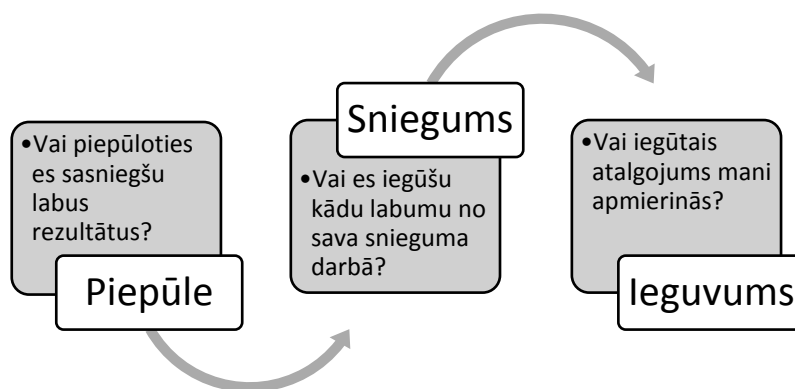 •Vai piepūloties
es sasniegšu
labus
rezultātus?
Piepūle
Sniegums
•Vai es iegūšu
kādu labumu no
sava snieguma
darbā?
•Vai iegūtais
atalgojums mani
apmierinās?
Ieguvums